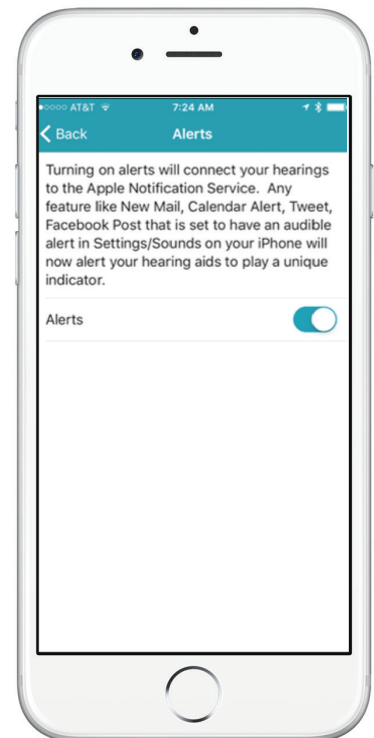 AT&T 7:24 AM
Back Alerts
Turning on alerts will connect your hearings
to the Apple Notification Service. Any
feature like New Mail, Calendar Alert, Tweet,
Facebook Post that is set to have an audible
alert in Settings/Sounds on your iPhone will
now alert your hearing aids to play a unique
indicator.
Alerts